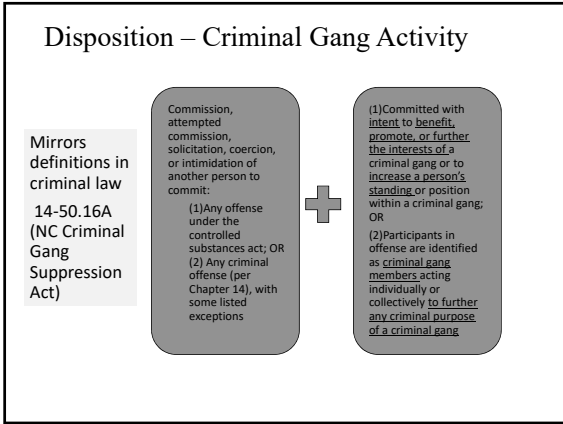 Disposition – Criminal Gang Activity
Mirrors
definitions in
criminal law
14-50.16A
(NC Criminal
Gang
Suppression
Act)
Commission,
attempted
commission,
solicitation, coercion,
or intimidation of
another person to
commit:
(1)Any offense
under the
controlled
substances act; OR
(2) Any criminal
offense (per
Chapter 14), with
some listed
exceptions
(1)Committed with
intent to benefit,
promote, or further
the interests of a
criminal gang or to
increase a person's
standing or position
within a criminal gang;
OR
(2)Participants in
offense are identified
as criminal gang
members acting
individually or
collectively to further
any criminal purpose
of a criminal gang